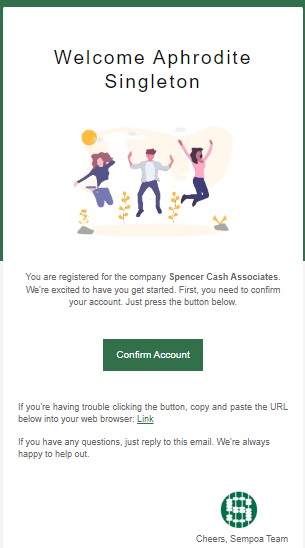 Welcome Aphrodite
Singleton
You are registered for the company Spencer Cash Associates.
We're excited to have you get started. First, you need to confirm
your account. Just press the button below.
Confirm Account
If you're having trouble clicking the button, copy and paste the URL
below into your web browser: Link
If you have any questions, just reply to this email. We're always
happy to help out.
Cheers, Sempoa Team